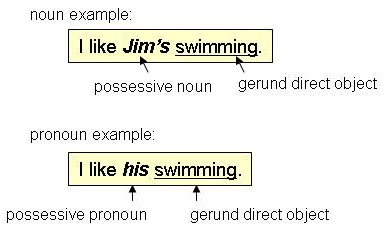 noun example:
I like Jim's swimming.
possessive noun gerund direct object
pronoun example:
I like his swimming.
possessive pronoun gerund direct object